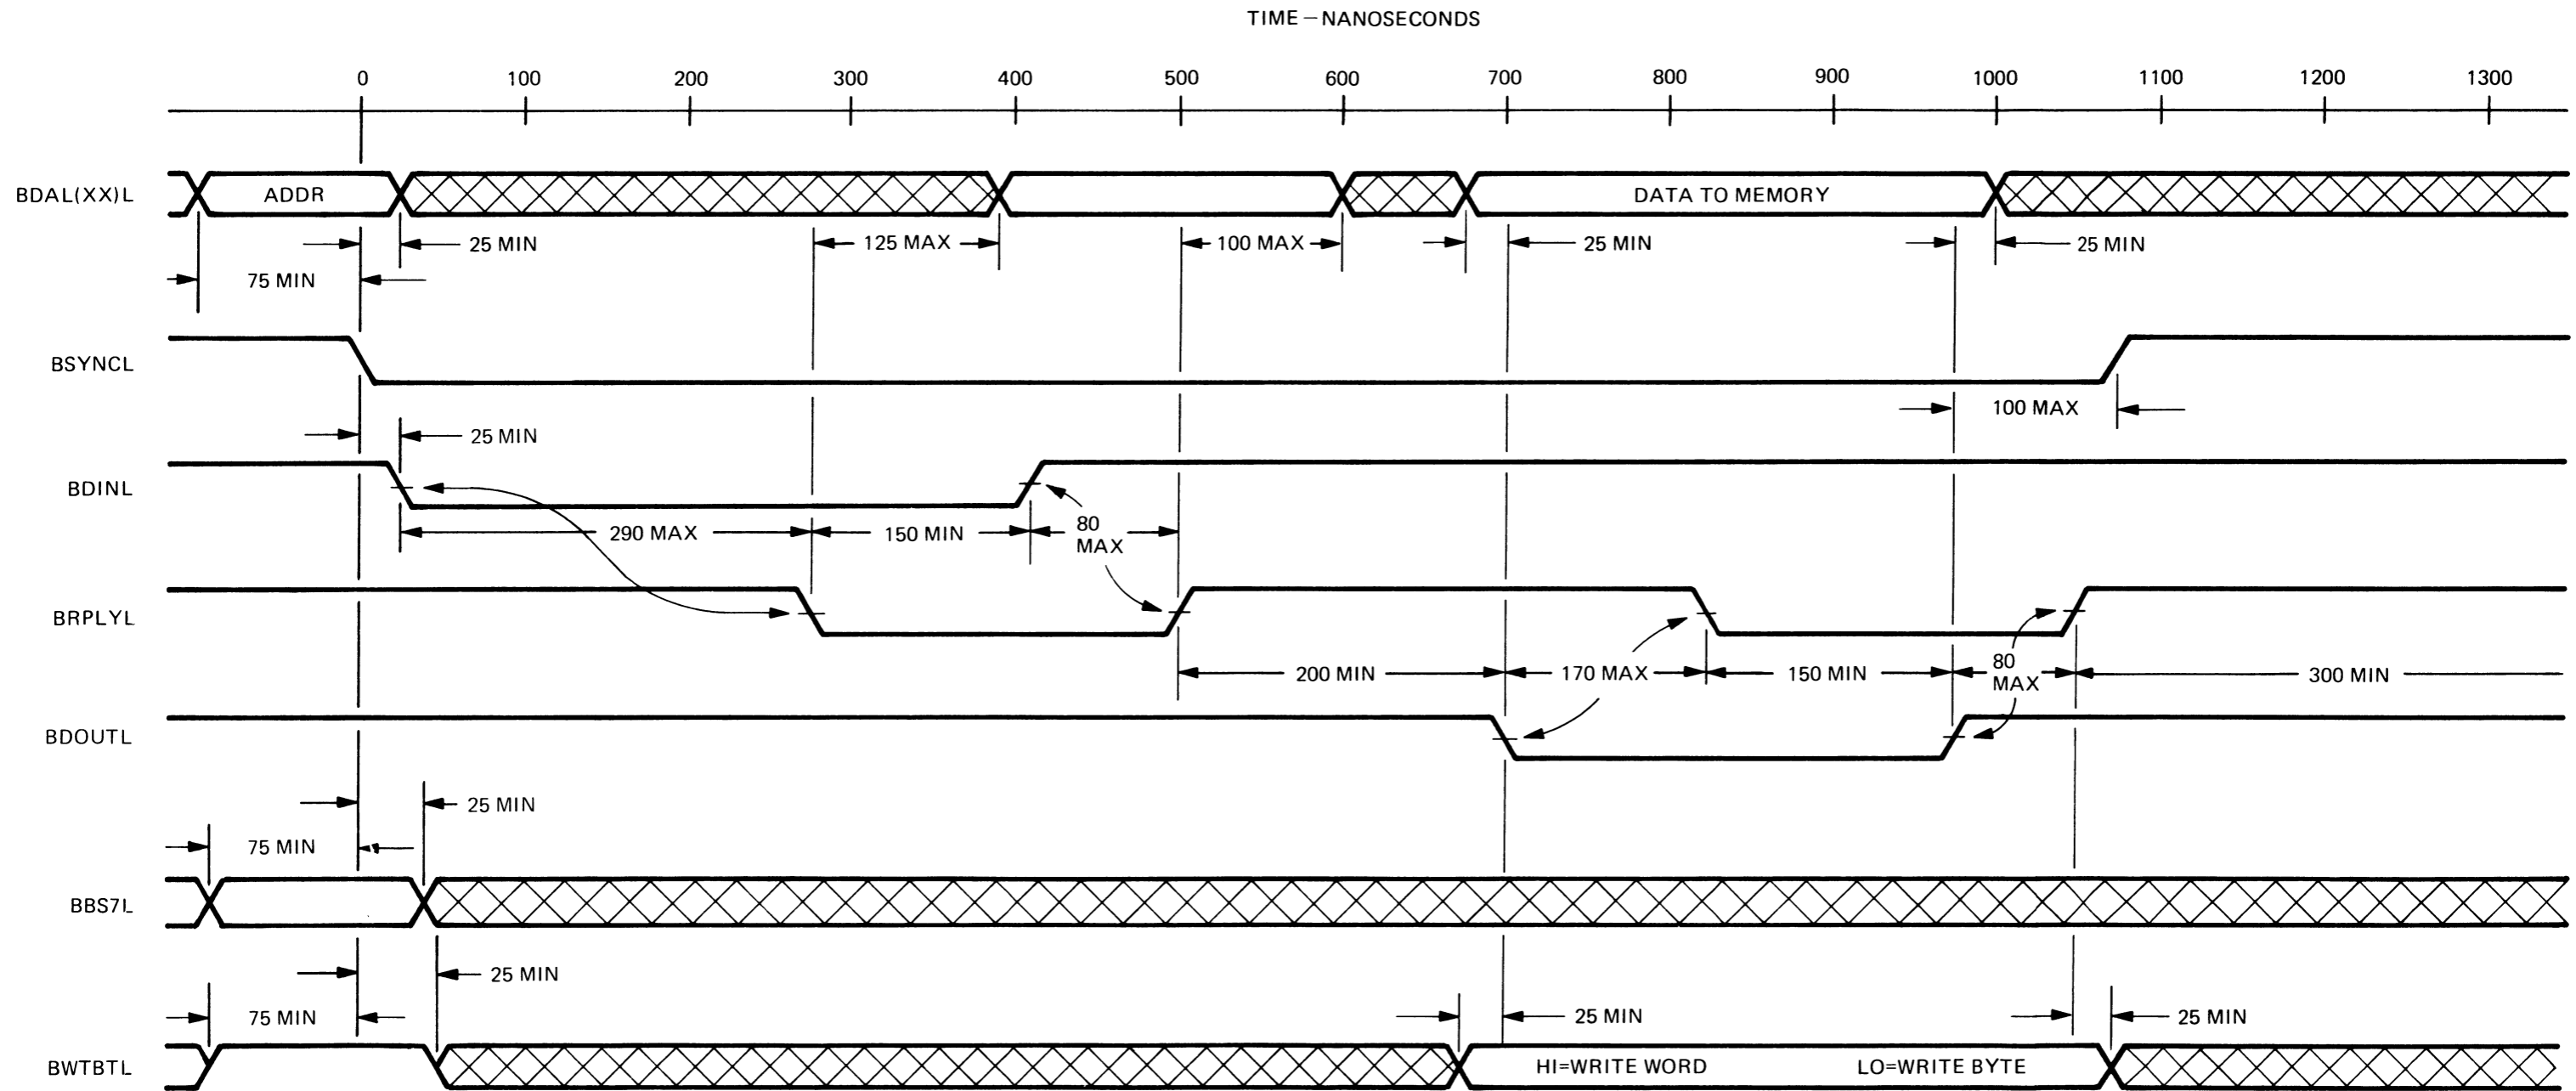 TIME – NANOSECONDS
0 100 200 300 400 500 600 700 800 900 1000 1100 1200 1300
BDAL(XX)L ADDR DATA TO MEMORY
25 MIN 125 MAX 100 MAX 25 MIN 25 MIN
75 MIN
BSYNCL
100 MAX
25 MIN
BDINL
290 MAX 150 MIN 80 MAX
BRPLYL
200 MIN 170 MAX 150 MIN 80 MAX 300 MIN
BDOUTL
25 MIN
75 MIN
BBS7L
25 MIN
75 MIN 25 MIN 25 MIN
BWTBTL HI=WRITE WORD LO=WRITE BYTE